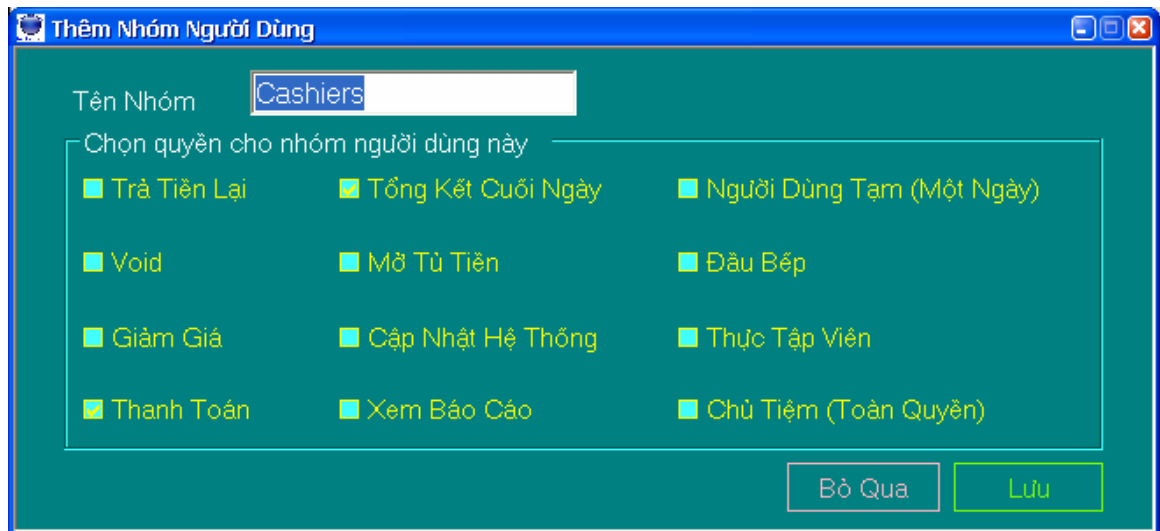 Thêm Nhóm Người Dùng
Tên Nhóm Cashiers
Chọn quyền cho nhóm người dùng này
Trả Tiền Lại Tổng Kết Cuối Ngày Người Dùng Tạm (Một Ngày)
Void Mở Tủ Tiền Đầu Bếp
Giảm Giá Cập Nhật Hệ Thống Thực Tập Viên
Thanh Toán Xem Báo Cáo Chủ Tiệm (Toàn Quyền)
Bỏ Qua Lưu